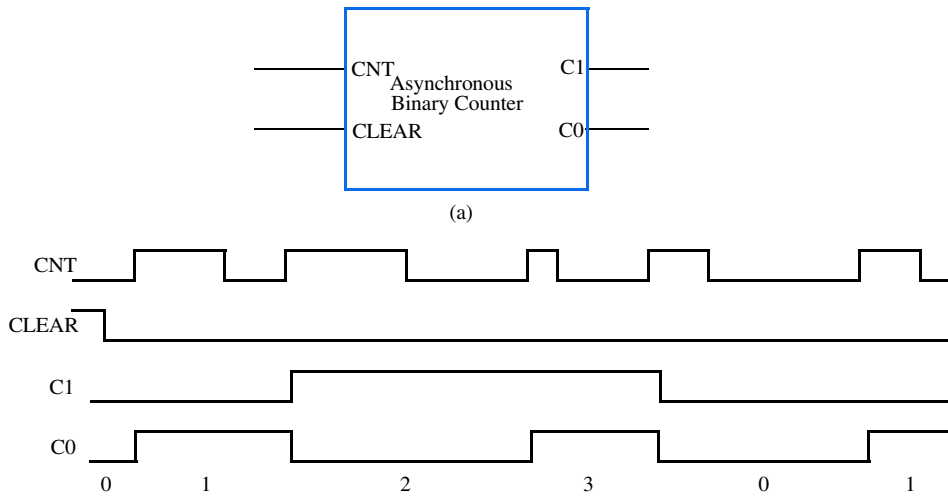 CNT
C1
Asynchronous
Binary Counter
CLEAR
C0
(a)
CNT
CLEAR
C1
C0
0 1 2 3 0 1